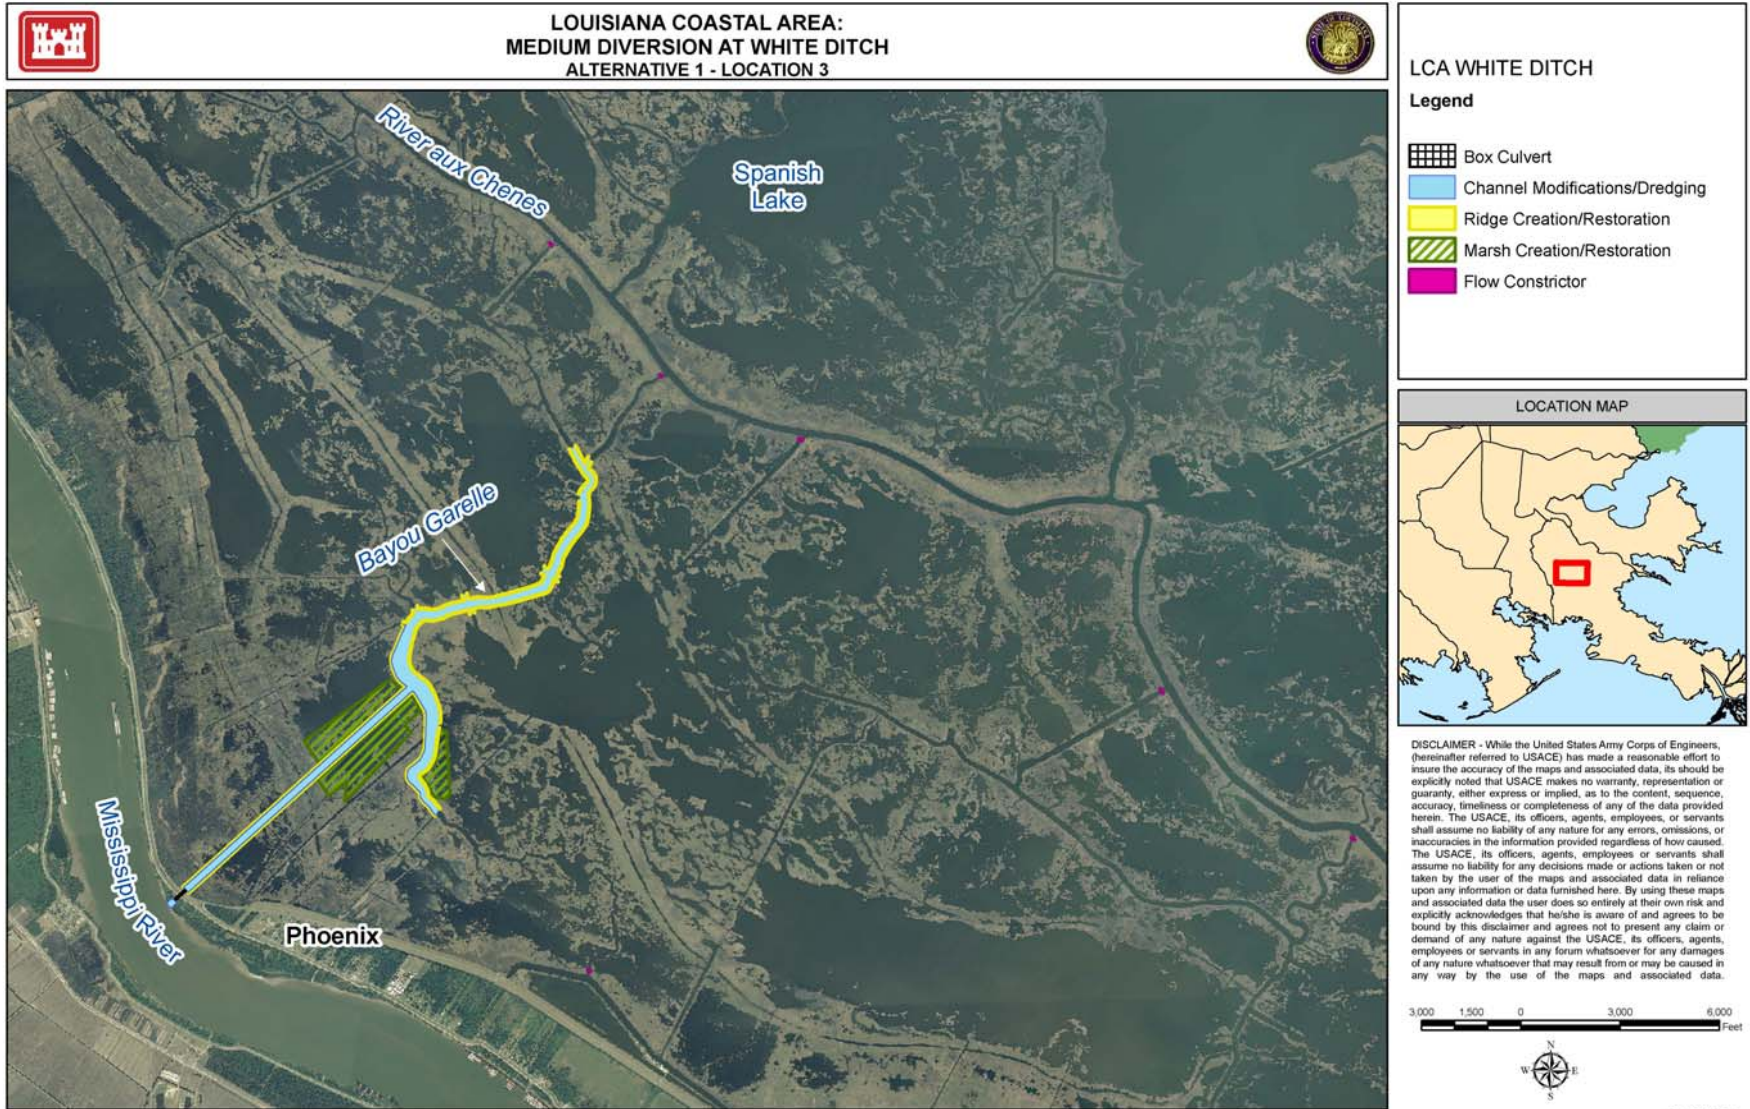 LOUISIANA COASTAL AREA:
MEDIUM DIVERSION AT WHITE DITCH
ALTERNATIVE 1 - LOCATION 3
River aux Chenes
Spanish
Lake
Bayou Garelle
Mississippi River
Phoenix
LCA WHITE DITCH
Legend
Box Culvert
Channel Modifications/Dredging
Ridge Creation/Restoration
Marsh Creation/Restoration
Flow Constrictor
LOCATION MAP
DISCLAIMER - While the United States Army Corps of Engineers,
(hereinafter referred to USACE) has made a reasonable effort to
insure the accuracy of the maps and associated data, its should be
explicitly noted that USACE makes no warranty, representation or
guaranty, either express or implied, as to the content, sequence,
accuracy, timeliness or completeness of any of the data provided
herein. The USACE, its officers, agents, employees, or servants
shall assume no liability of any nature for any errors, omissions, or
inaccuracies in the information provided regardless of how caused.
The USACE, its officers, agents, employees or servants shall
assume no liability for any decisions made or actions taken or not
taken by the user of the maps and associated data in reliance
upon any information or data furnished here. By using these maps
and associated data the user does so entirely at their own risk and
explicitly acknowledges that he/she is aware of and agrees to be
bound by this disclaimer and agrees not to present any claim or
demand of any nature against the USACE, its officers, agents,
employees or servants in any forum whatsoever for any damages
of any nature whatsoever that may result from or may be caused in
any way by the use of the maps and associated data.
3,000 1,500 0 3,000 6,000
Feet
N
W E
S